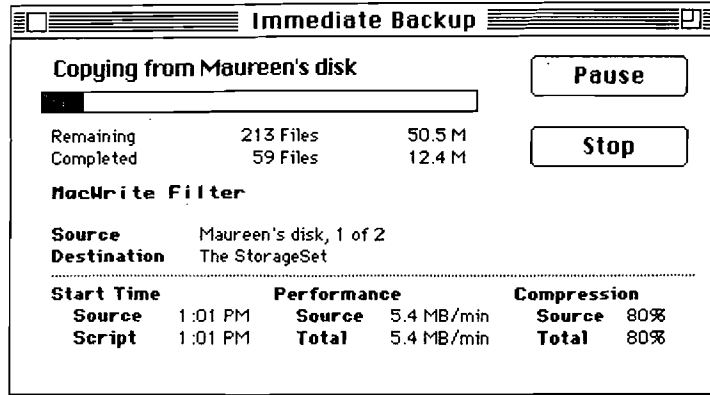 Immediate Backup
Copying from Maureen's disk
Pause
Remaining 213 Files 50.5 M
Completed 59 Files 12.4 M
Stop
MacWrite Filter
Source Maureen's disk, 1 of 2
Destination The StorageSet
Start Time Performance Compression
Source 1:01 PM Source 5.4 MB/min Source 80%
Script 1:01 PM Total 5.4 MB/min Total 80%